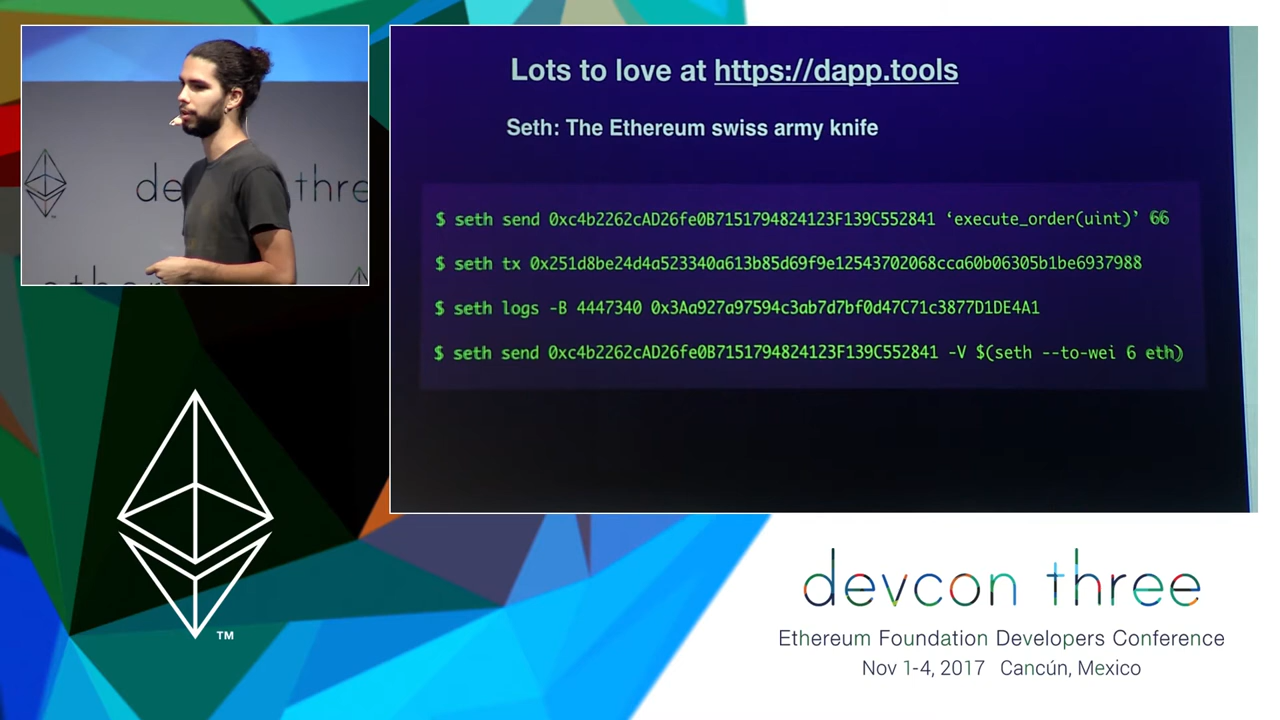 devcon three
Lots to love at https://dapp.tools
Seth: The Ethereum swiss army knife
$ seth send 0xc4b2262cAD26fe0B7151794824123F139C552841 ‘execute_order(uint)’ 66
$ seth tx 0x251d8be24d4a523340a613b85d69f9e12543702068cca60b06305b1be6937988
$ seth logs -B 4447340 0x3Aa927a97594c3ab7d7bf0d47C71c3877D1DE4A1
$ seth send 0xc4b2262cAD26fe0B7151794824123F139C552841 -V $(seth --to-wei 6 eth)
TM
devcon three
Ethereum Foundation Developers Conference
Nov 1-4, 2017 Cancún, Mexico